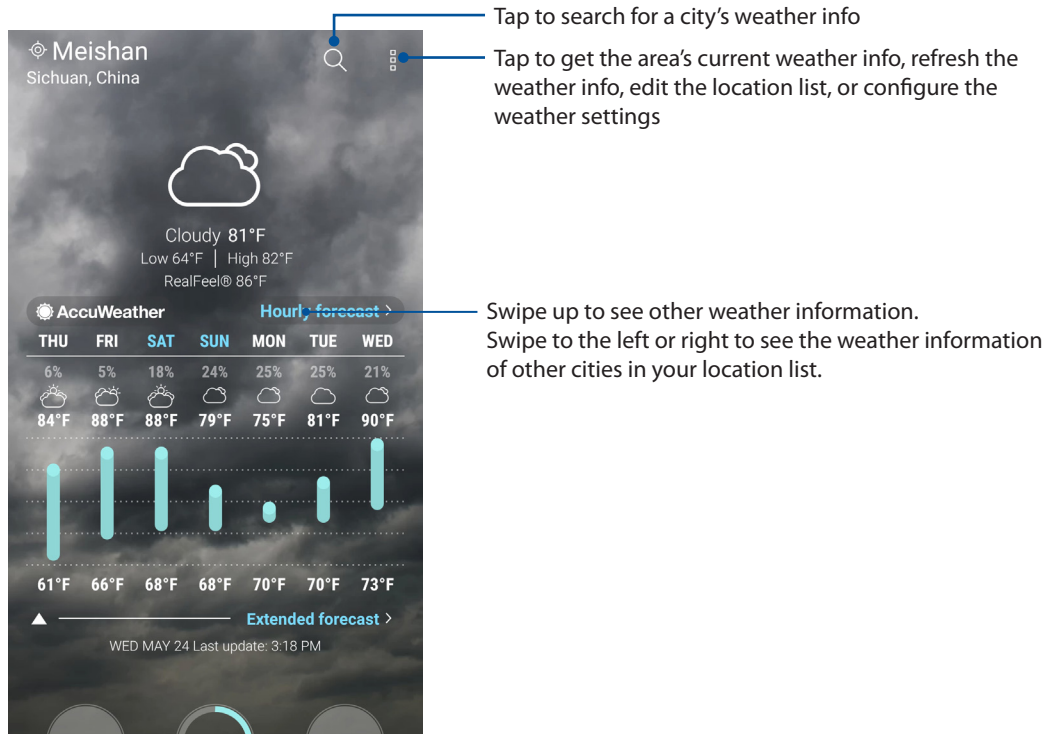 Tap to search for a city's weather info
Meishan
Sichuan, China
Tap to get the area's current weather info, refresh the
weather info, edit the location list, or configure the
weather settings
Cloudy 81°F
Low 64°F | High 82°F
RealFeel® 86°F
AccuWeather Hourly forecast >
Swipe up to see other weather information.
Swipe to the left or right to see the weather information
of other cities in your location list.
THU FRI SAT SUN MON TUE WED
6% 5% 18% 24% 25% 25% 21%
84°F 88°F 88°F 79°F 75°F 81°F 90°F
61°F 66°F 68°F 68°F 70°F 70°F 73°F
Extended forecast >
WED MAY 24 Last update: 3:18 PM